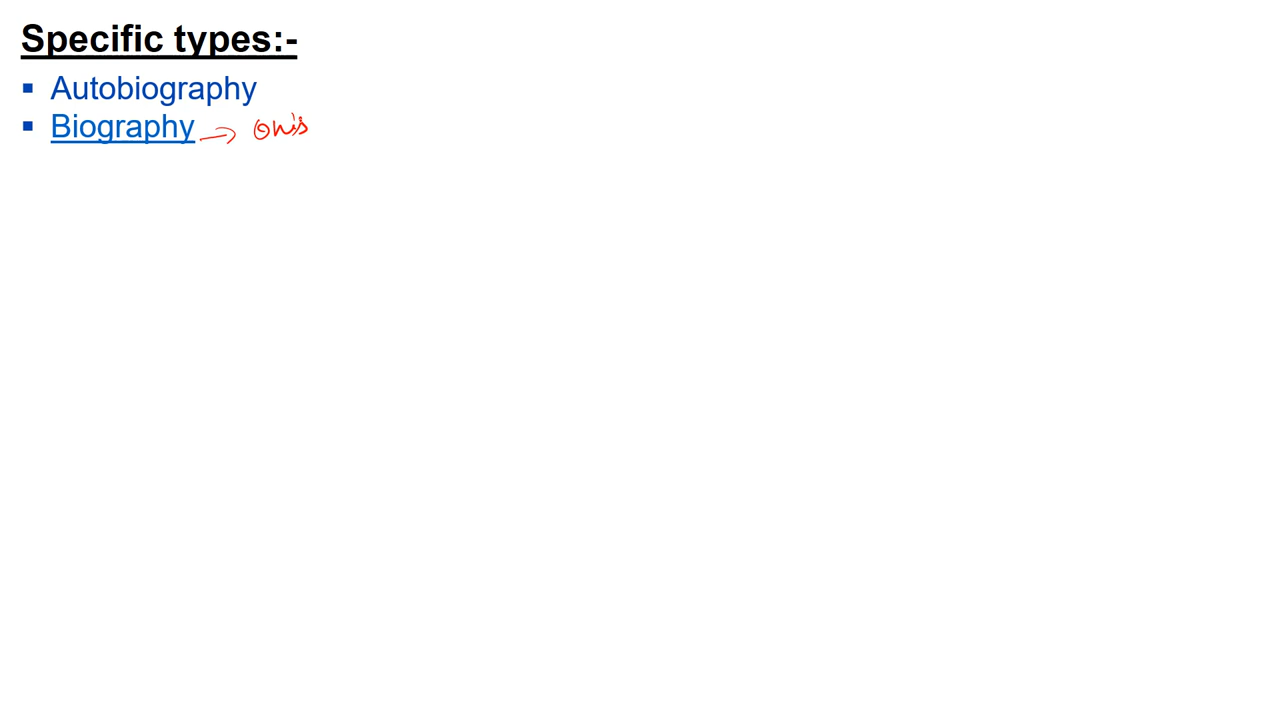 Specific types:-
▪ Autobiography
▪ Biography →